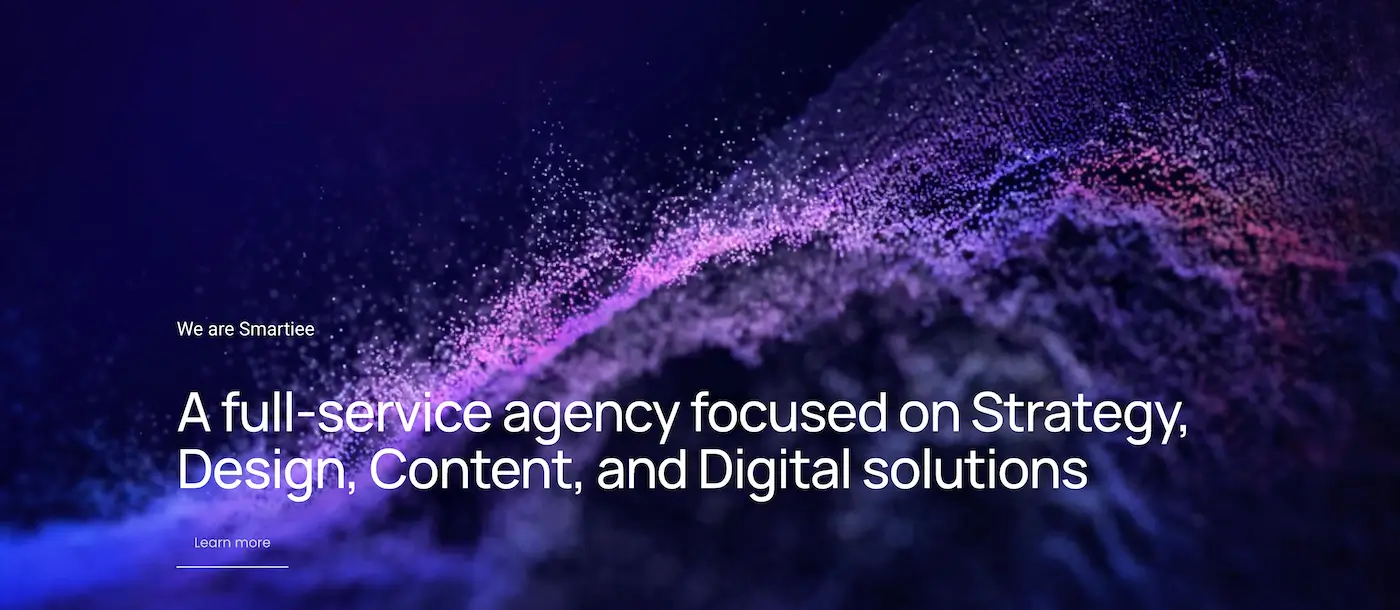 We are Smartiee
A full-service agency focused on Strategy,
Design, Content, and Digital solutions
Learn more